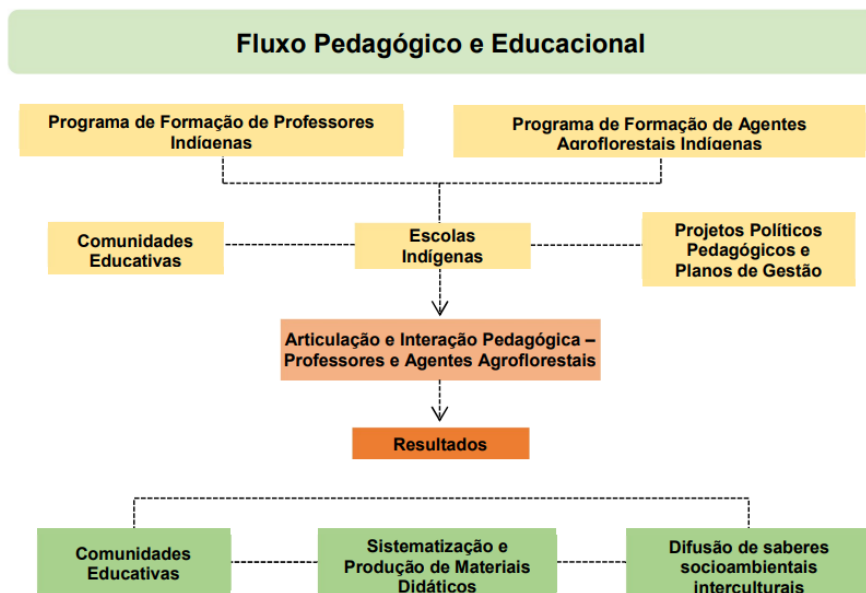 Fluxo Pedagógico e Educacional
Programa de Formação de Professores
Indígenas
Programa de Formação de Agentes
Agroflorestais Indígenas
Comunidades
Educativas
Escolas
Indígenas
Projetos Políticos
Pedagógicos e
Planos de Gestão
Articulação e Interação Pedagógica –
Professores e Agentes Agroflorestais
Resultados
Comunidades
Educativas
Sistematização e
Produção de Materiais
Didáticos
Difusão de saberes
socioambientais
interculturais